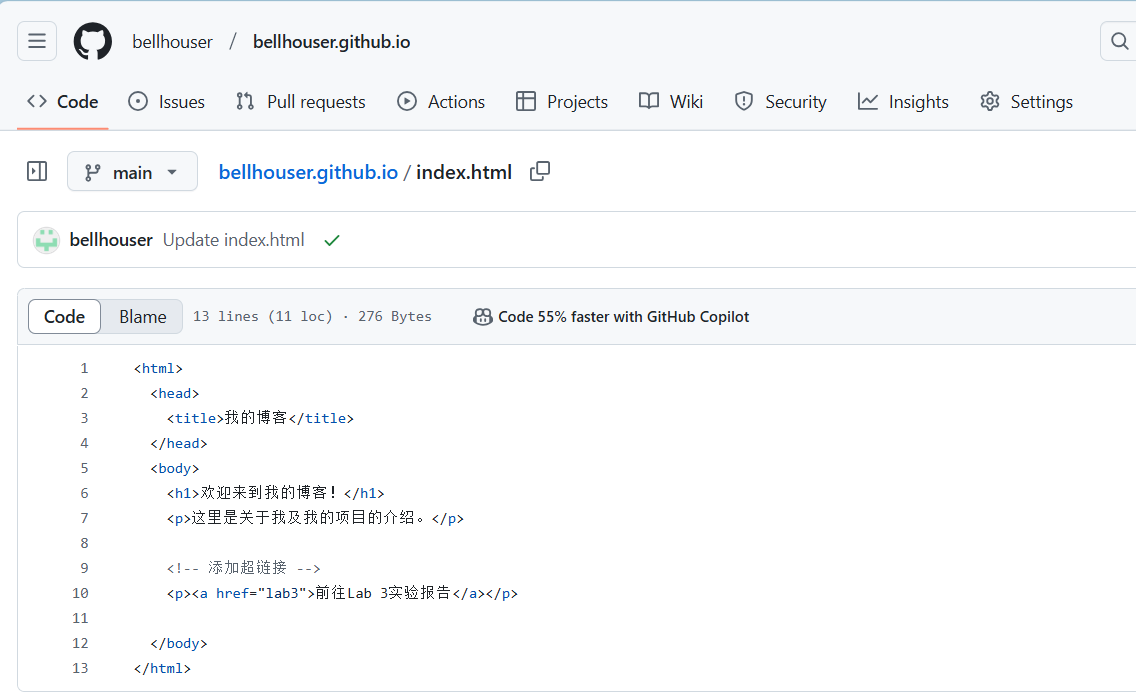 bellhouser / bellhouser.github.io
Code Issues Pull requests Actions Projects Wiki Security Insights Settings
main bellhouser.github.io / index.html
bellhouser Update index.html
Code Blame 13 lines (11 loc) · 276 Bytes Code 55% faster with GitHub Copilot
1 <html>
2 <head>
3 <title>我的博客</title>
4 </head>
5 <body>
6 <h1>欢迎来到我的博客！</h1>
7 <p>这里是关于我及我的项目的介绍。</p>
8
9 <!-- 添加超链接 -->
10 <p><a href="lab3">前往Lab 3实验报告</a></p>
11
12 </body>
13 </html>